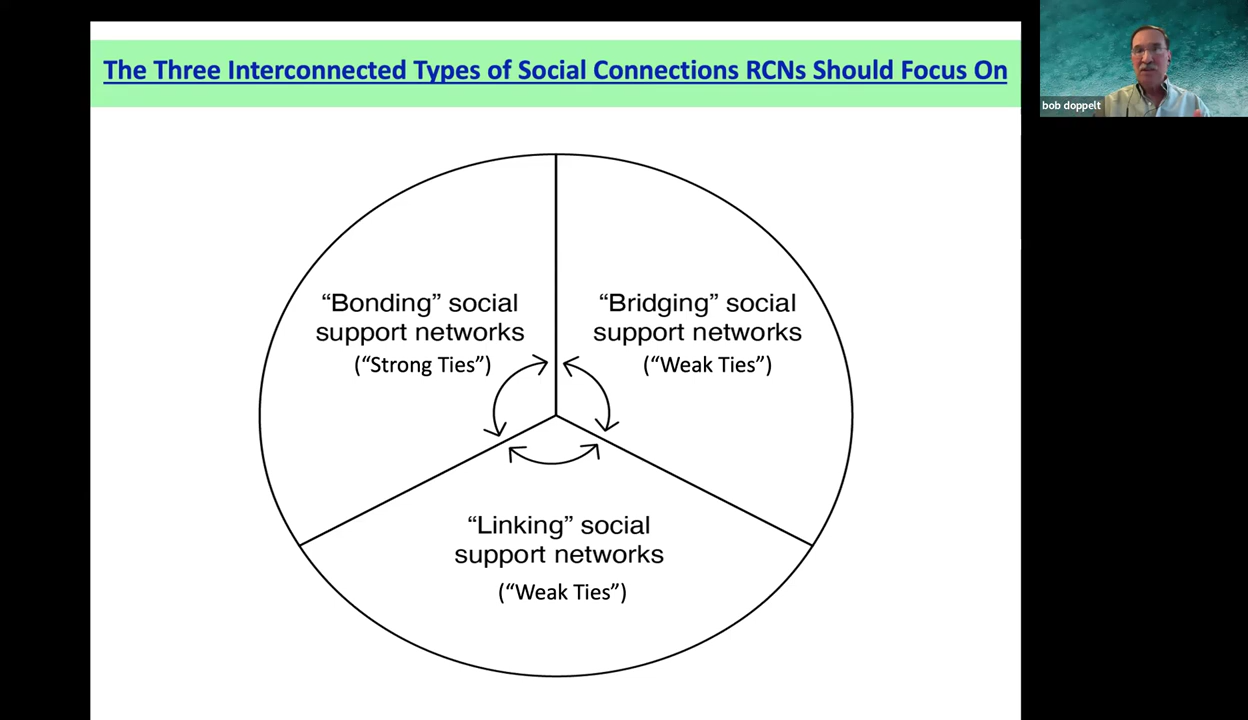 The Three Interconnected Types of Social Connections RCNs Should Focus On
bob doppelt
“Bonding” social
support networks
(“Strong Ties”)
“Bridging” social
support networks
(“Weak Ties”)
“Linking” social
support networks
(“Weak Ties”)